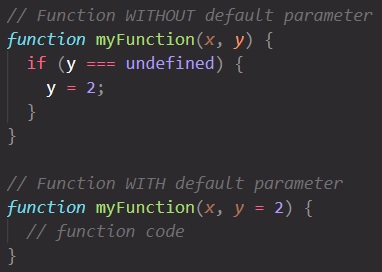 // Function WITHOUT default parameter
function myFunction(x, y) {
  if (y === undefined) {
    y = 2;
  }
}

// Function WITH default parameter
function myFunction(x, y = 2) {
  // function code
}